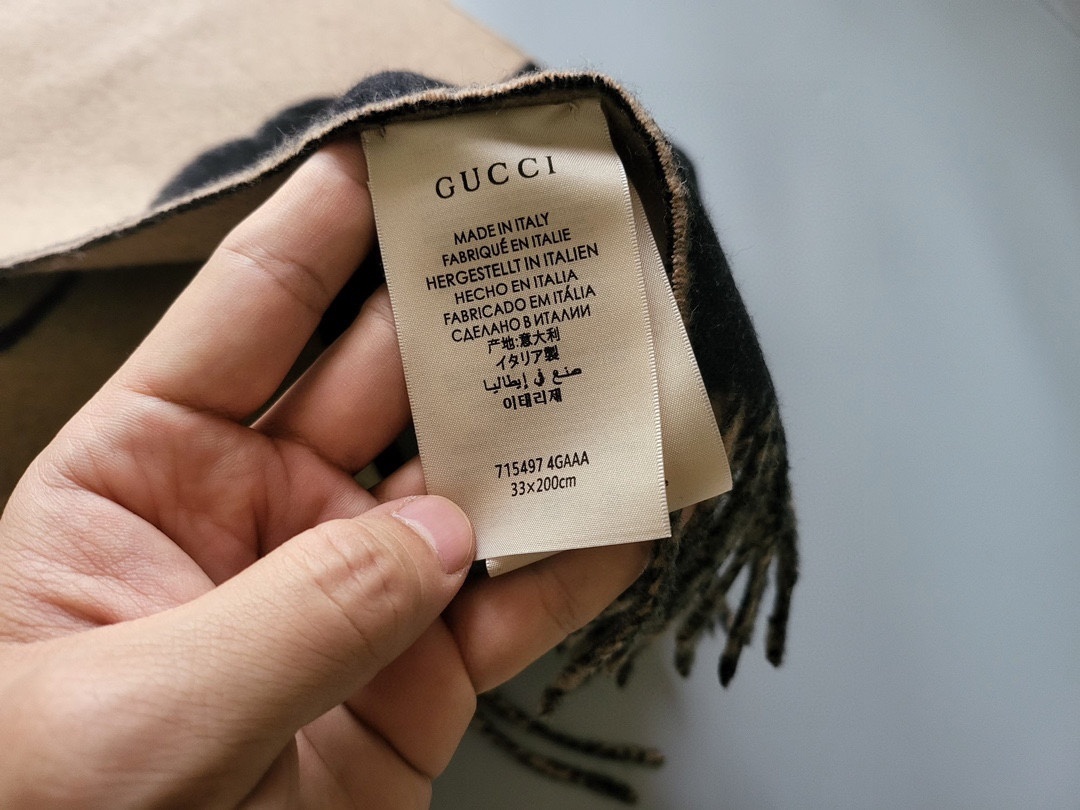 GUCCI
MADE IN ITALY
FABRIQUÉ EN ITALIE
HERGESTELLT IN ITALIEN
HECHO EN ITALIA
FABRICADO EM ITÁLIA
СДЕЛАНО В ИТАЛИИ
产地:意大利
イタリア製
صنع في إيطاليا
이태리제
715497 4GAAA
33×200cm